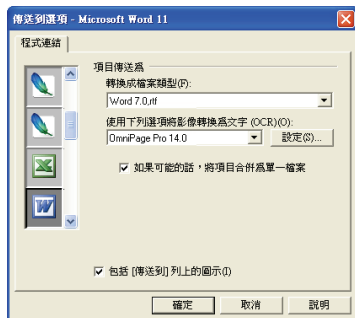 傳送到選項 - Microsoft Word 11
程式連結
項目傳送為
轉換成檔案類型(F):
Word 7.0,rtf
使用下列選項將影像轉換為文字 (OCR)(O):
OmniPage Pro 14.0
設定(S)...
如果可能的話，將項目合併為單一檔案
包括 [傳送到] 列上的圖示(I)
確定
取消
說明